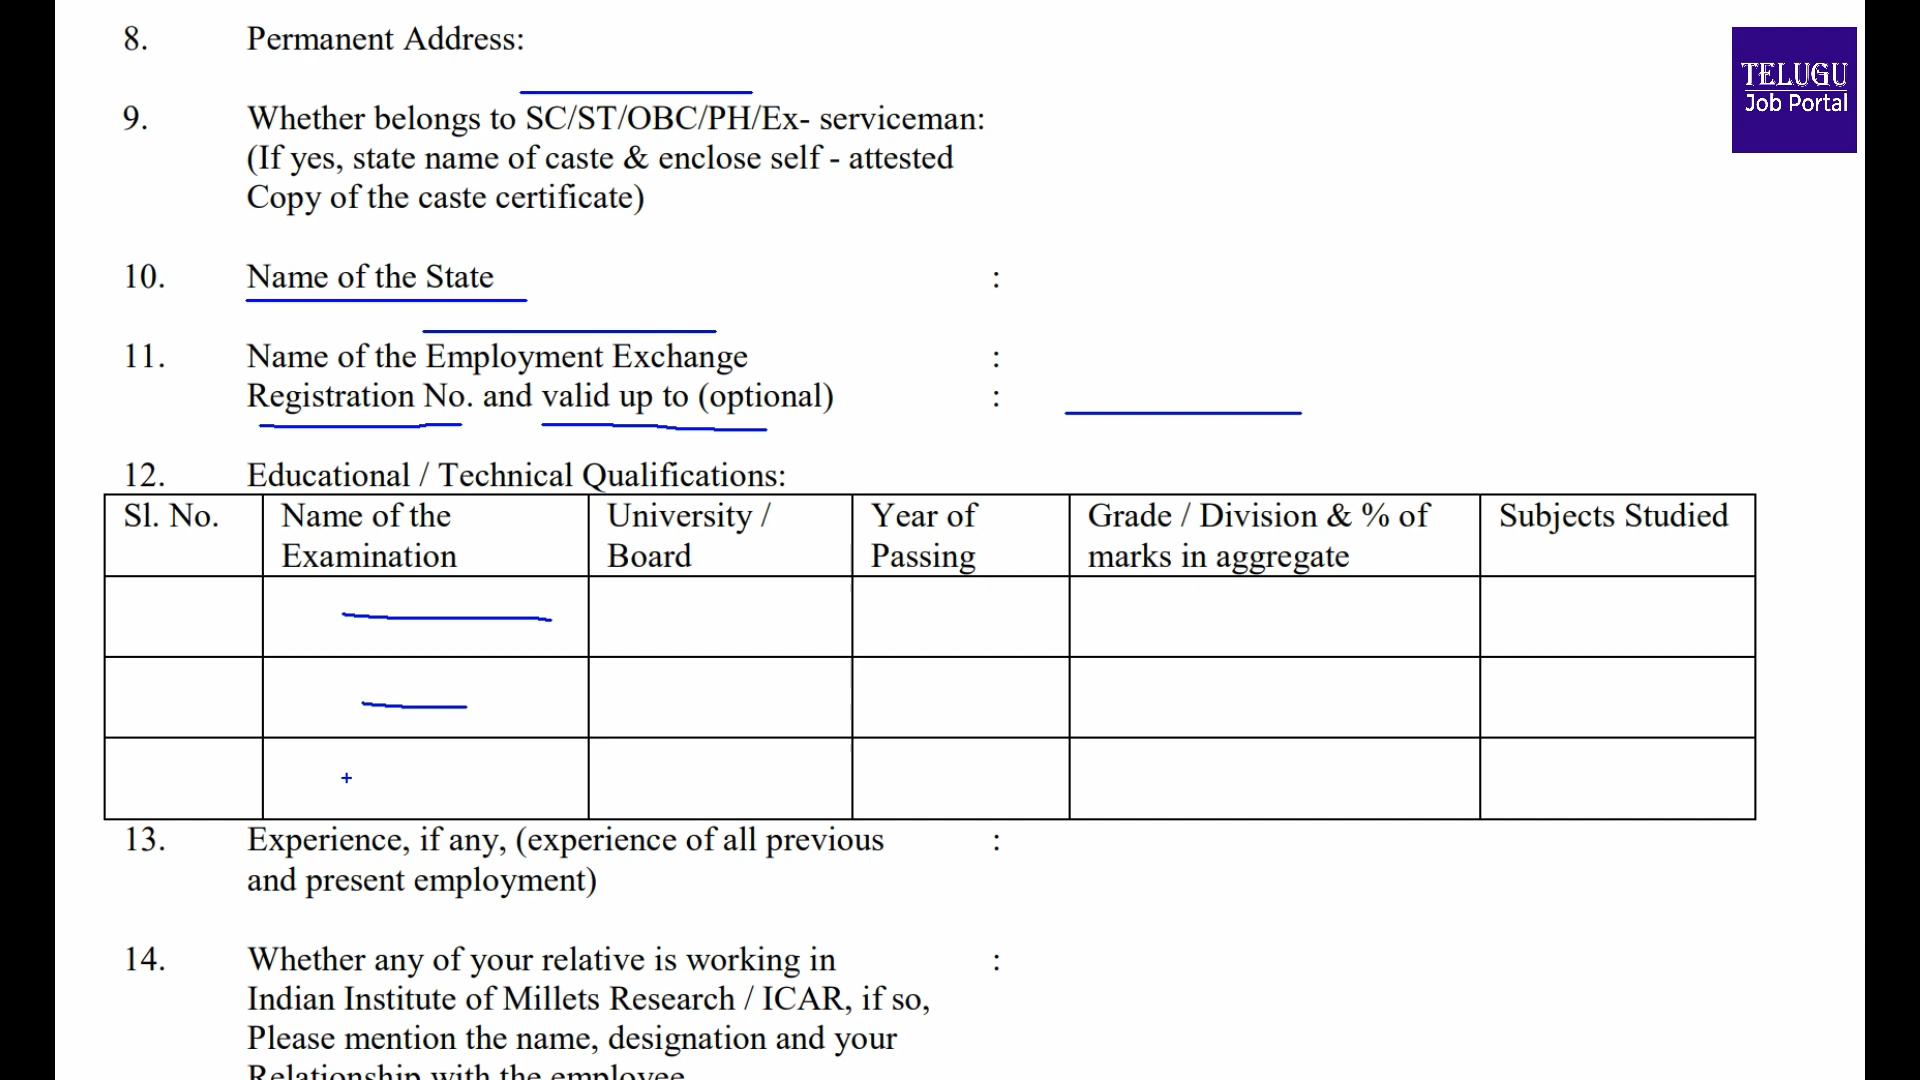 8. Permanent Address:
TELUGU
Job Portal
9. Whether belongs to SC/ST/OBC/PH/Ex- serviceman:
(If yes, state name of caste & enclose self - attested
Copy of the caste certificate)
10. Name of the State :
11. Name of the Employment Exchange :
Registration No. and valid up to (optional) :
12. Educational / Technical Qualifications:
Sl. No. Name of the Examination University / Board Year of Passing Grade / Division & % of marks in aggregate Subjects Studied
13. Experience, if any, (experience of all previous :
and present employment)
14. Whether any of your relative is working in :
Indian Institute of Millets Research / ICAR, if so,
Please mention the name, designation and your
Relationship with the employee